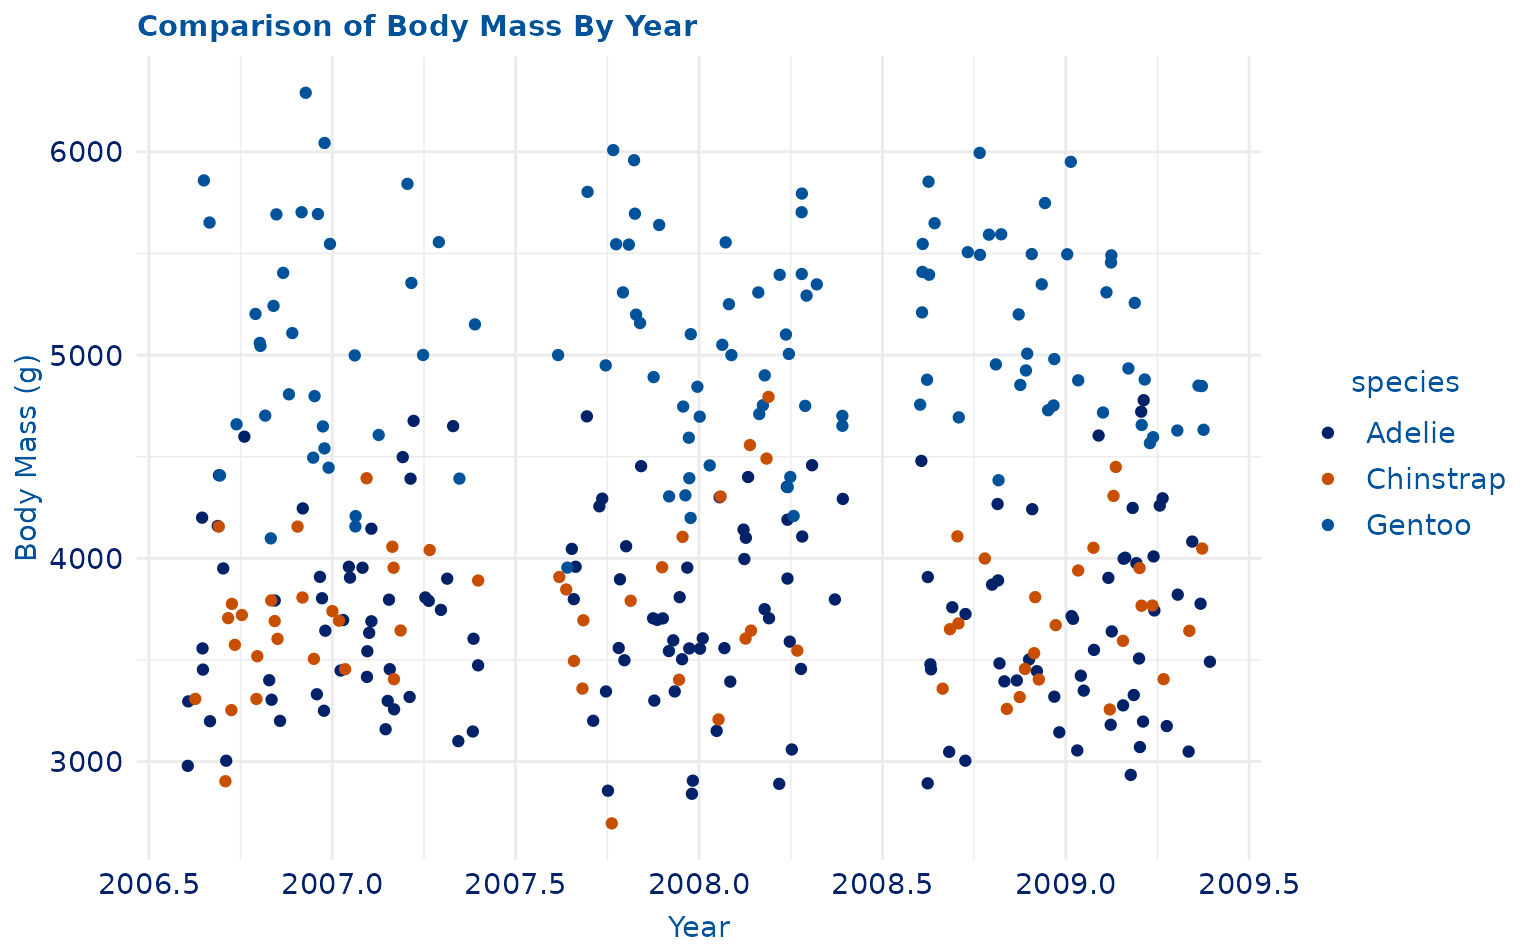 Comparison of Body Mass By Year
Body Mass (g)
6000
5000
4000
3000
2006.5
2007.0
2007.5
2008.0
2008.5
2009.0
2009.5
Year
species
Adelie
Chinstrap
Gentoo